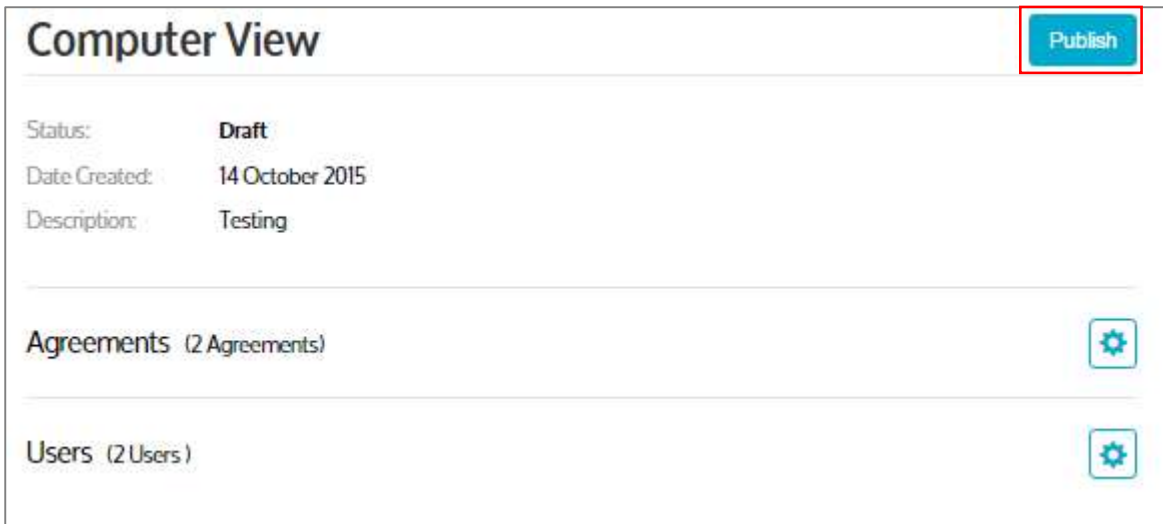 Computer View
Publish
Status: Draft
Date Created: 14 October 2015
Description: Testing
Agreements (2 Agreements)
Users (2 Users )